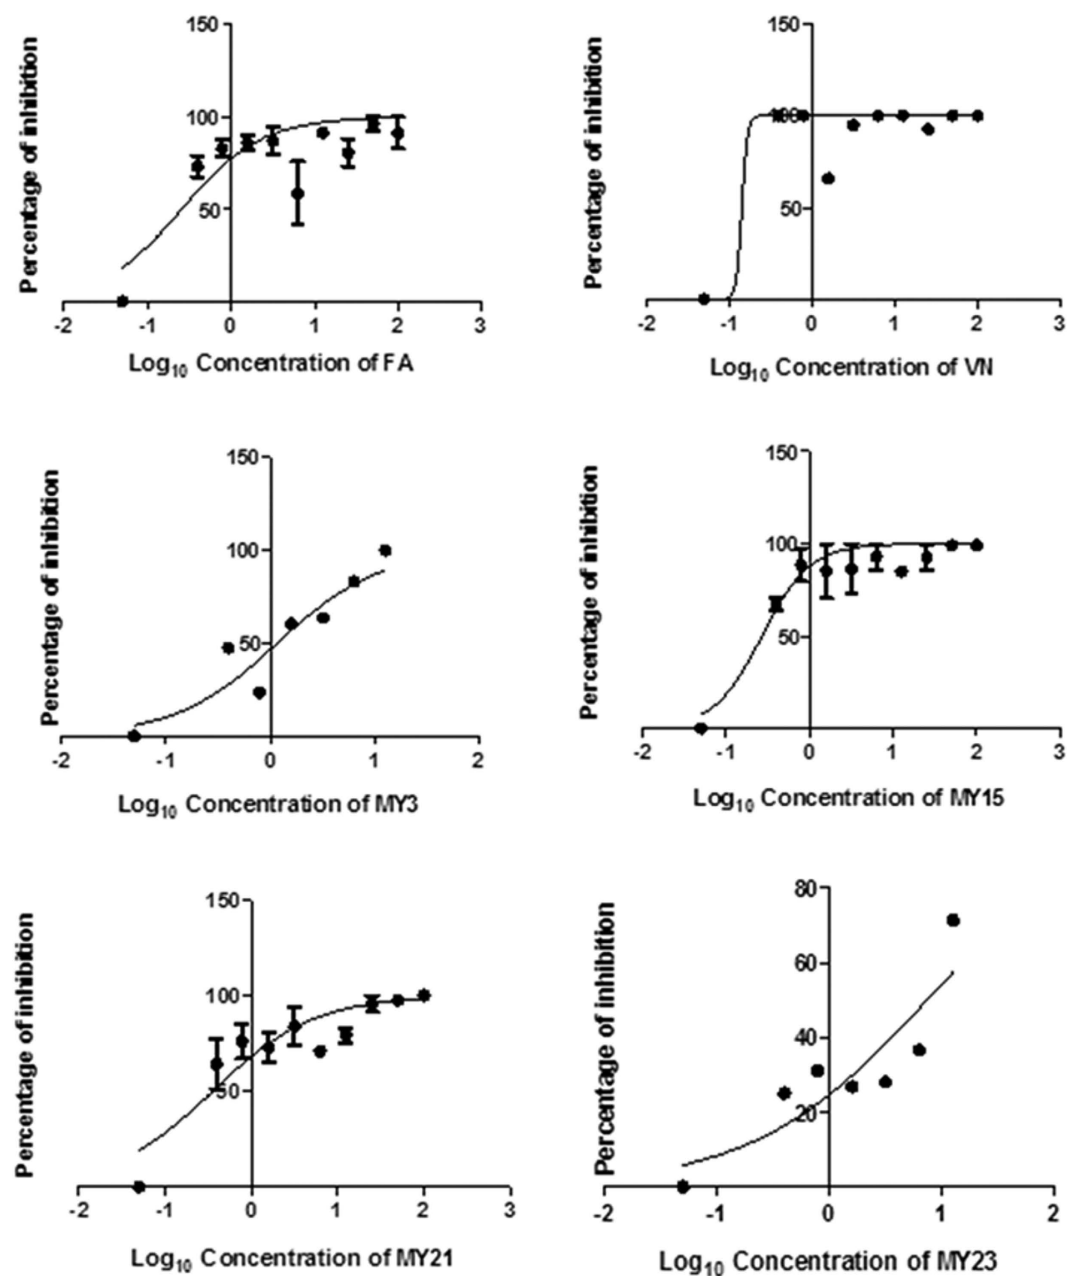 Percentage of inhibition
150
100
50
-2 -1 0 1 2 3
Log10 Concentration of FA
Percentage of inhibition
150
100
50
-2 -1 0 1 2 3
Log10 Concentration of VN
Percentage of inhibition
150
100
50
-2 -1 0 1 2
Log10 Concentration of MY3
Percentage of inhibition
150
100
50
-2 -1 0 1 2 3
Log10 Concentration of MY15
Percentage of inhibition
150
100
50
-2 -1 0 1 2 3
Log10 Concentration of MY21
Percentage of inhibition
80
60
40
20
-2 -1 0 1 2
Log10 Concentration of MY23